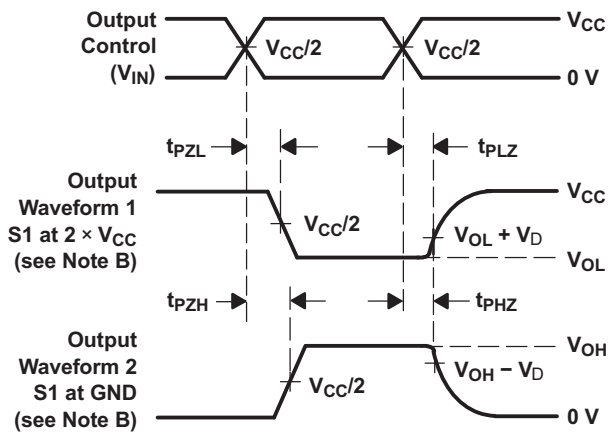 Output
Control
(VIN)
VCC/2
VCC/2
VCC
0 V
tPZL
tPLZ
Output
Waveform 1
S1 at 2 × VCC
(see Note B)
VCC/2
VCC
VOL + VD
VOL
tPZH
tPHZ
Output
Waveform 2
S1 at GND
(see Note B)
VCC/2
VOH
VOH − VD
0 V